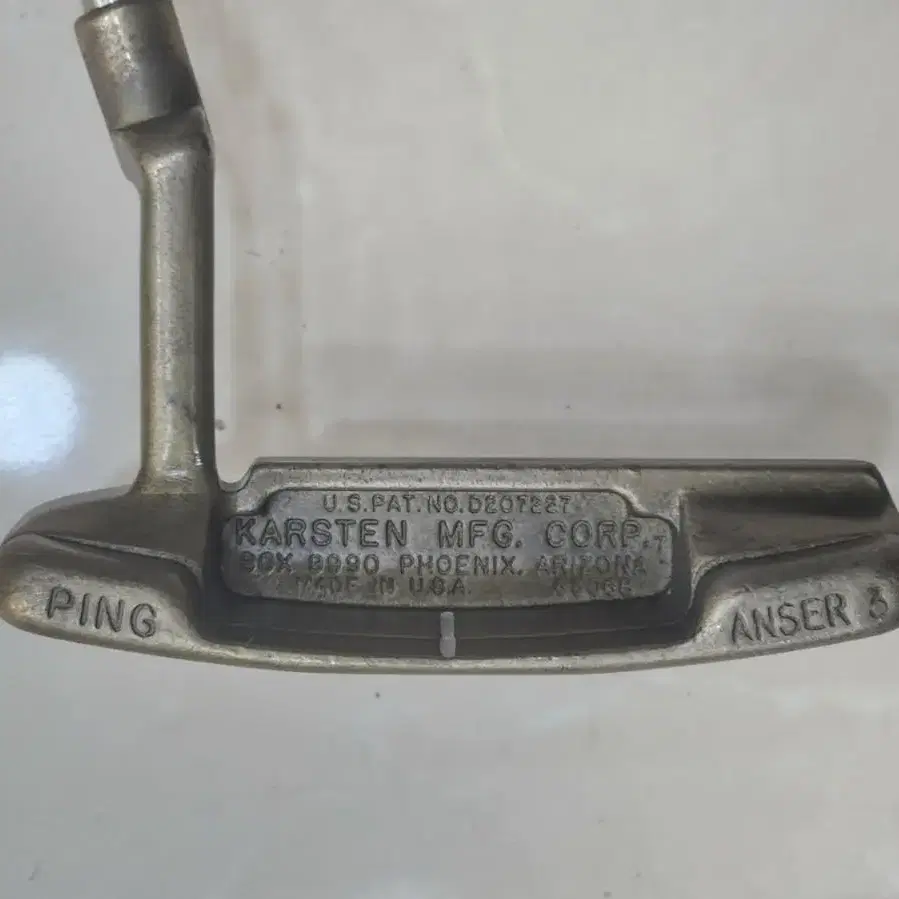 U.S.PAT.NO.D207227
KARSTEN MFG. CORP.
BOX 9990 PHOENIX, ARIZONA
MADE IN U.S.A.
PING
ANSER 3